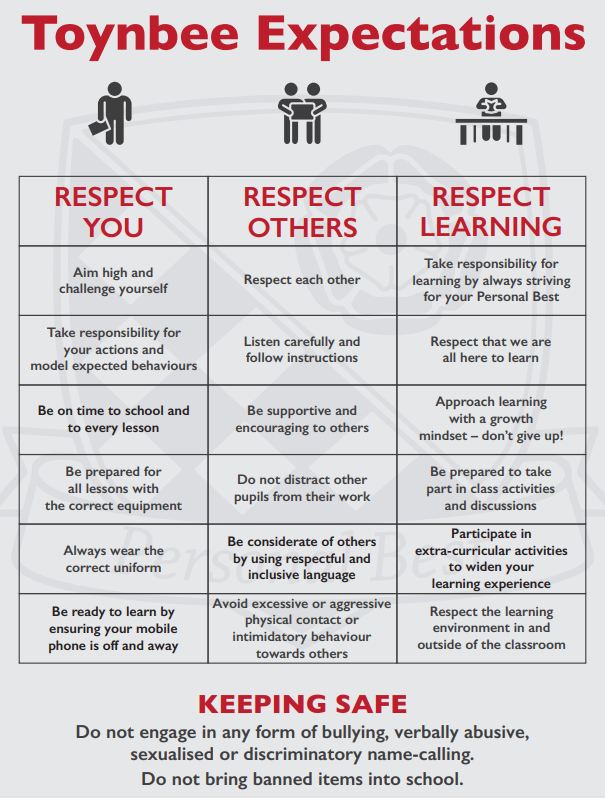 Toynbee Expectations
RESPECT
YOU
RESPECT
OTHERS
RESPECT
LEARNING
Aim high and
challenge yourself
Respect each other
Take responsibility for
learning by always striving
for your Personal Best
Take responsibility for
your actions and
model expected behaviours
Listen carefully and
follow instructions
Respect that we are
all here to learn
Be on time to school and
to every lesson
Be supportive and
encouraging to others
Approach learning
with a growth
mindset – don't give up!
Be prepared for
all lessons with
the correct equipment
Do not distract other
pupils from their work
Be prepared to take
part in class activities
and discussions
Always wear the
correct uniform
Be considerate of others
by using respectful and
inclusive language
Participate in
extra-curricular activities
to widen your
learning experience
Be ready to learn by
ensuring your mobile
phone is off and away
Avoid excessive or aggressive
physical contact or
intimidatory behaviour
towards others
Respect the learning
environment in and
outside of the classroom
Personal Best
KEEPING SAFE
Do not engage in any form of bullying, verbally abusive,
sexualised or discriminatory name-calling.
Do not bring banned items into school.